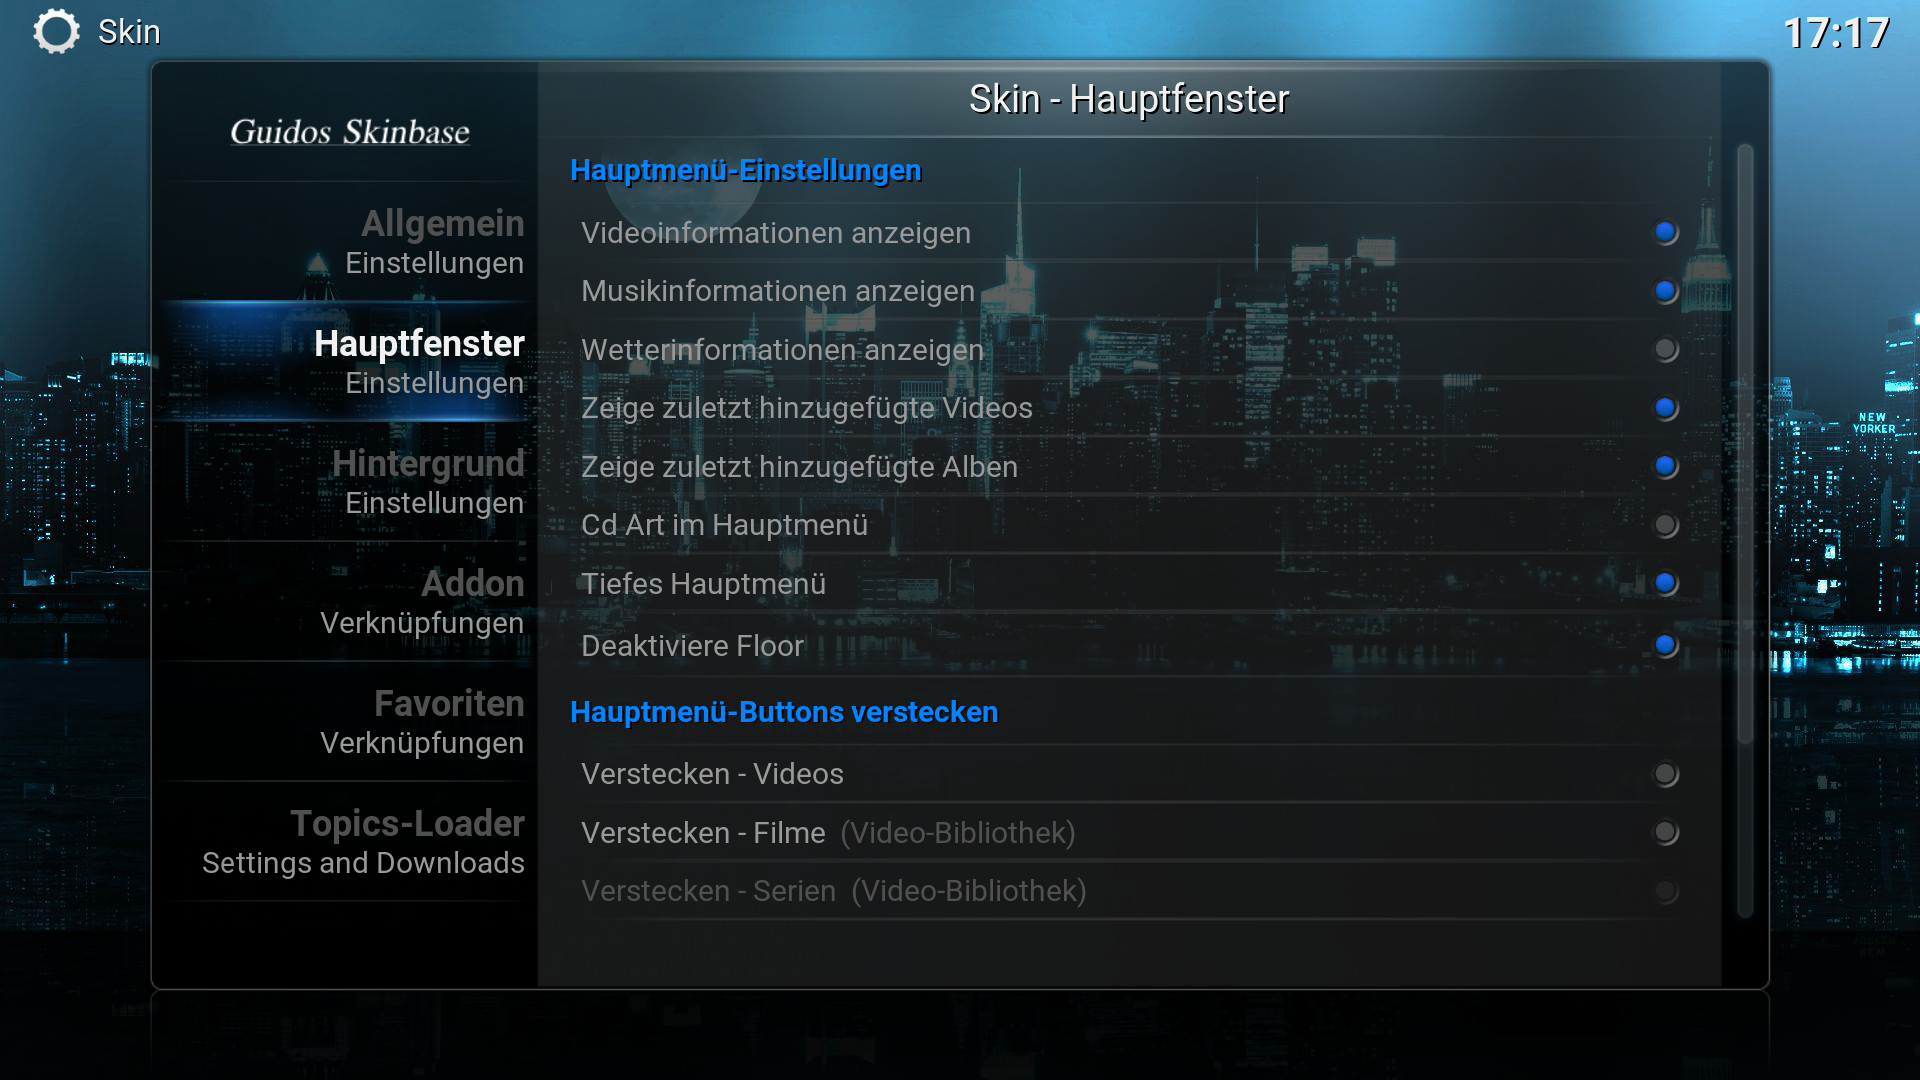 Skin
17:17
Guidos Skinbase
Allgemein
Einstellungen
Hauptfenster
Einstellungen
Hintergrund
Einstellungen
Addon
Verknüpfungen
Favoriten
Verknüpfungen
Topics-Loader
Settings and Downloads
Skin - Hauptfenster
Hauptmenü-Einstellungen
Videoinformationen anzeigen
Musikinformationen anzeigen
Wetterinformationen anzeigen
Zeige zuletzt hinzugefügte Videos
Zeige zuletzt hinzugefügte Alben
Cd Art im Hauptmenü
Tiefes Hauptmenü
Deaktiviere Floor
Hauptmenü-Buttons verstecken
Verstecken - Videos
Verstecken - Filme (Video-Bibliothek)
Verstecken - Serien (Video-Bibliothek)
NEW
YORKER